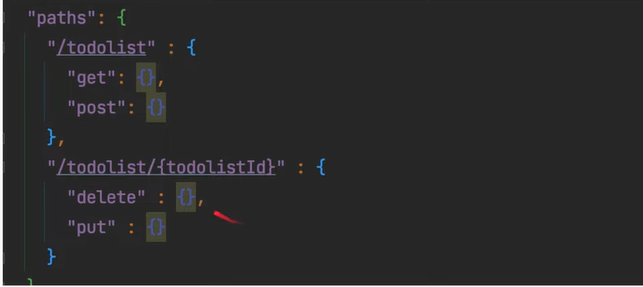 "paths": {
"/todolist" : {
"get": {},
"post": {}
},
"/todolist/{todolistId}" : {
"delete" : {},
"put" : {}
}
}